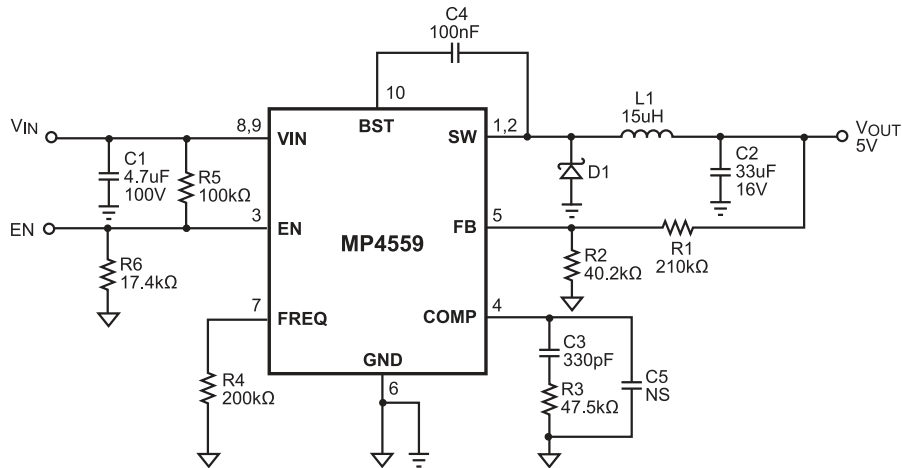 C4
100nF
10
V_IN
8,9
VIN
BST
SW
1,2
L1
15uH
V_OUT
5V
C1
4.7uF
100V
R5
100kΩ
D1
C2
33uF
16V
EN
3
EN
MP4559
FB
5
R1
210kΩ
R6
17.4kΩ
R2
40.2kΩ
7
FREQ
COMP
4
GND
6
R4
200kΩ
C3
330pF
R3
47.5kΩ
C5
NS